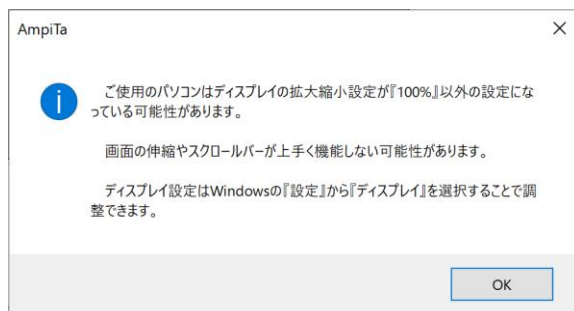 AmpiTa
ご使用のパソコンはディスプレイの拡大縮小設定が『100%』以外の設定にな
っている可能性があります。
画面の伸縮やスクロールバーが上手く機能しない可能性があります。
ディスプレイ設定はWindowsの『設定』から『ディスプレイ』を選択することで調
整できます。
OK